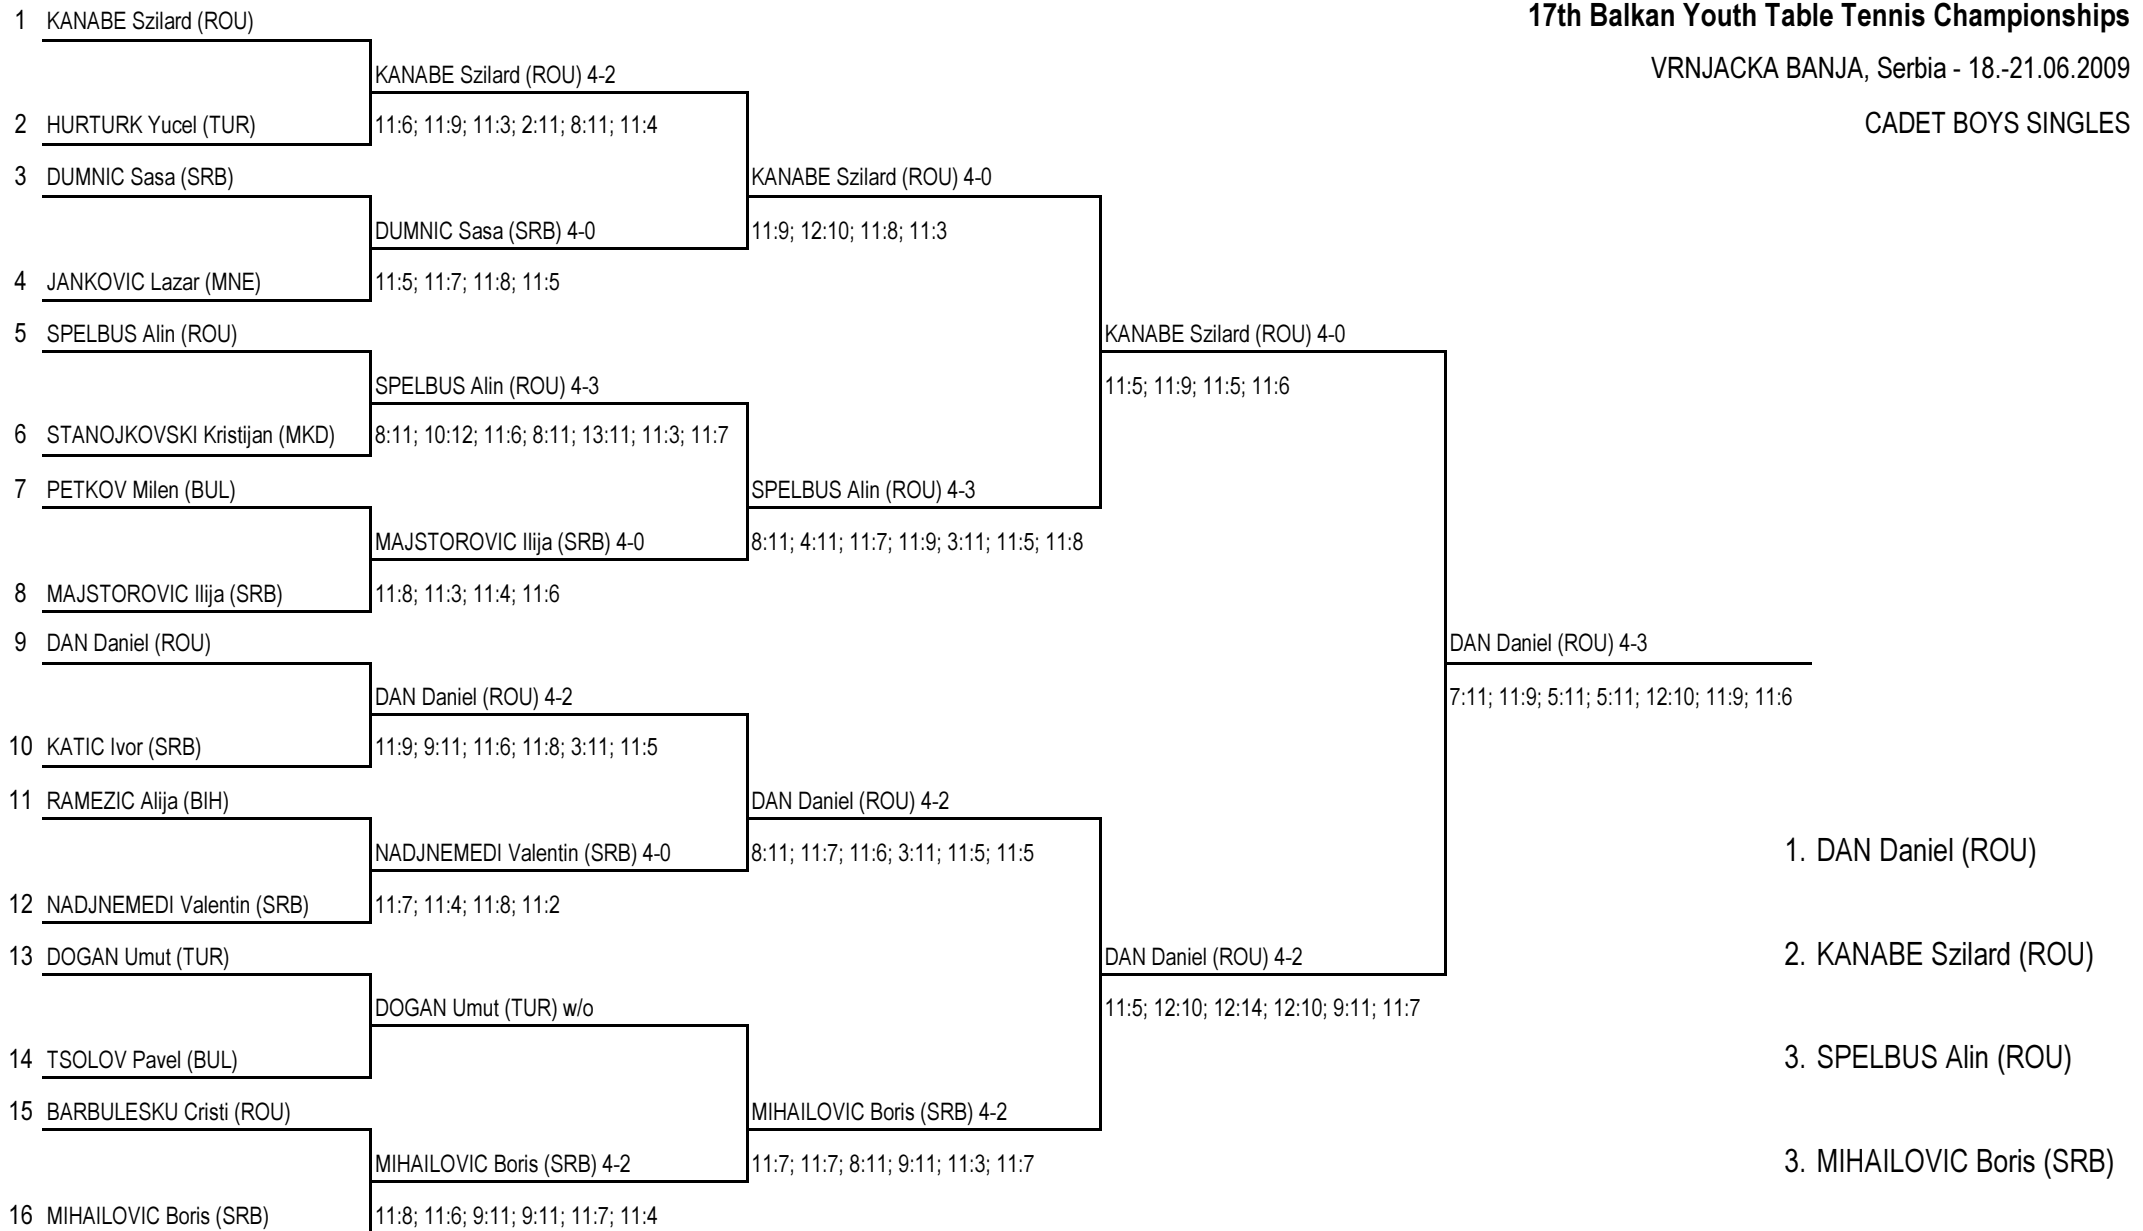 17th Balkan Youth Table Tennis Championships
VRNJACKA BANJA, Serbia - 18.-21.06.2009
CADET BOYS SINGLES
1 KANABE Szilard (ROU)
KANABE Szilard (ROU) 4-2
2 HURTURK Yucel (TUR)
11:6; 11:9; 11:3; 2:11; 8:11; 11:4
3 DUMNIC Sasa (SRB)
KANABE Szilard (ROU) 4-0
DUMNIC Sasa (SRB) 4-0
11:9; 12:10; 11:8; 11:3
4 JANKOVIC Lazar (MNE)
11:5; 11:7; 11:8; 11:5
5 SPELBUS Alin (ROU)
KANABE Szilard (ROU) 4-0
SPELBUS Alin (ROU) 4-3
11:5; 11:9; 11:5; 11:6
6 STANOJKOVSKI Kristijan (MKD)
8:11; 10:12; 11:6; 8:11; 13:11; 11:3; 11:7
7 PETKOV Milen (BUL)
SPELBUS Alin (ROU) 4-3
MAJSTOROVIC Ilija (SRB) 4-0
8:11; 4:11; 11:7; 11:9; 3:11; 11:5; 11:8
8 MAJSTOROVIC Ilija (SRB)
11:8; 11:3; 11:4; 11:6
9 DAN Daniel (ROU)
DAN Daniel (ROU) 4-3
DAN Daniel (ROU) 4-2
7:11; 11:9; 5:11; 5:11; 12:10; 11:9; 11:6
10 KATIC Ivor (SRB)
11:9; 9:11; 11:6; 11:8; 3:11; 11:5
11 RAMEZIC Alija (BIH)
DAN Daniel (ROU) 4-2
NADJNEMEDI Valentin (SRB) 4-0
8:11; 11:7; 11:6; 3:11; 11:5; 11:5
1. DAN Daniel (ROU)
12 NADJNEMEDI Valentin (SRB)
11:7; 11:4; 11:8; 11:2
13 DOGAN Umut (TUR)
DAN Daniel (ROU) 4-2
2. KANABE Szilard (ROU)
DOGAN Umut (TUR) w/o
11:5; 12:10; 12:14; 12:10; 9:11; 11:7
14 TSOLOV Pavel (BUL)
3. SPELBUS Alin (ROU)
15 BARBULESKU Cristi (ROU)
MIHAILOVIC Boris (SRB) 4-2
MIHAILOVIC Boris (SRB) 4-2
11:7; 11:7; 8:11; 9:11; 11:3; 11:7
3. MIHAILOVIC Boris (SRB)
16 MIHAILOVIC Boris (SRB)
11:8; 11:6; 9:11; 9:11; 11:7; 11:4